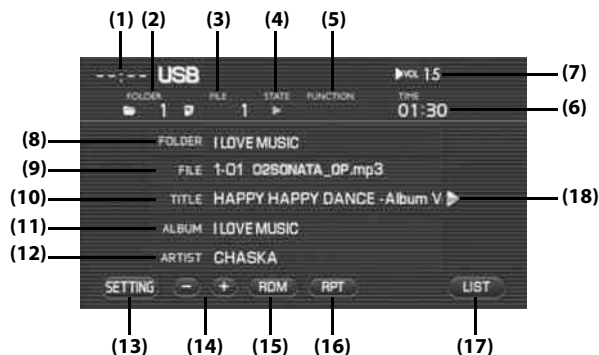 (1) (2) (3) (4) (5)
--:-- USB VOL 15 (7)
FOLDER FILE STATE FUNCTION TIME
1 1 01:30 (6)
(8) FOLDER I LOVE MUSIC
(9) FILE 1-01 02SONATA_OP.mp3
(10) TITLE HAPPY HAPPY DANCE -Album V (18)
(11) ALBUM I LOVE MUSIC
(12) ARTIST CHASKA
SETTING - + RDM RPT LIST
(13) (14) (15) (16) (17)